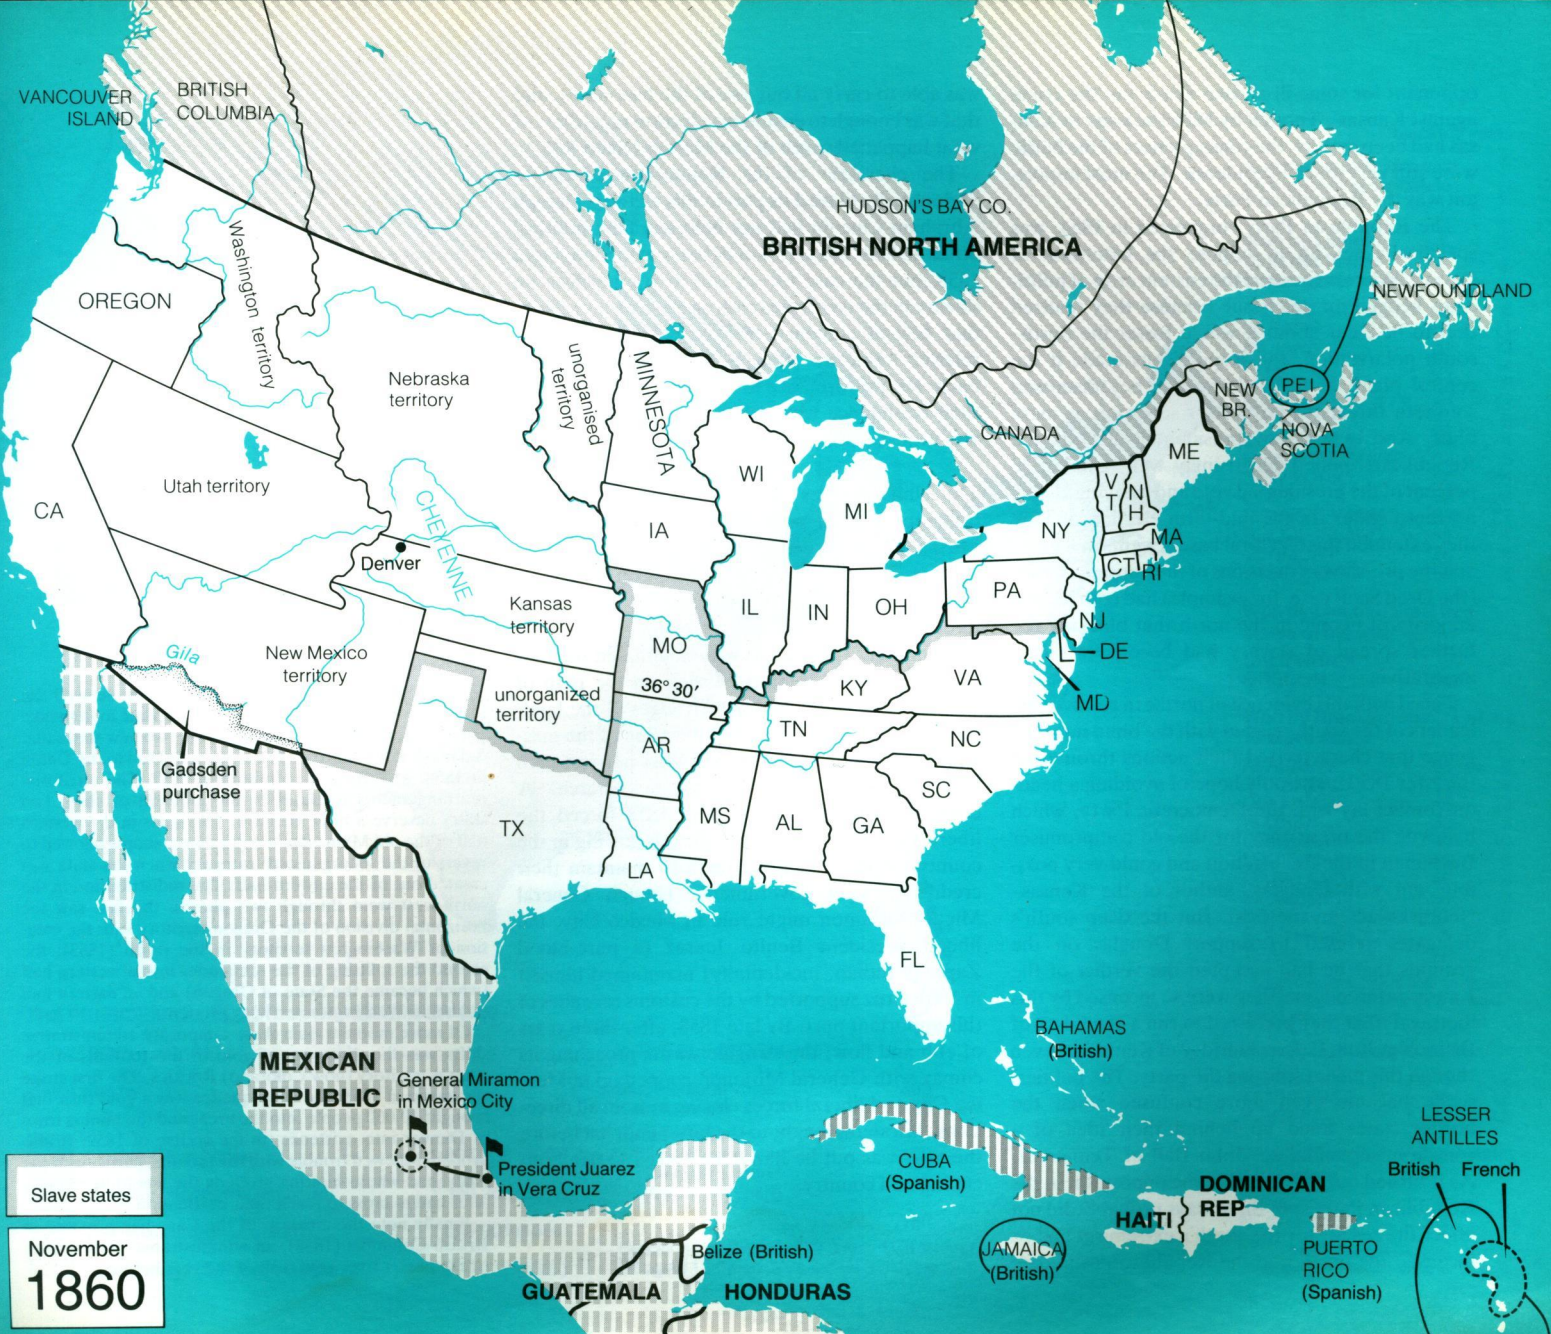 VANCOUVER
ISLAND
BRITISH
COLUMBIA
HUDSON'S BAY CO.
BRITISH NORTH AMERICA
NEWFOUNDLAND
Washington territory
OREGON
Nebraska
territory
unorganised
territory
MINNESOTA
CANADA
NEW
BR.
PEI
NOVA
SCOTIA
ME
VT
NH
NY
MA
CT
RI
WI
MI
CA
Utah territory
CHEYENNE
Denver
IA
Kansas
territory
IL
IN
OH
PA
NJ
DE
MD
MO
36° 30′
KY
VA
Gila
New Mexico
territory
unorganized
territory
AR
TN
NC
SC
Gadsden
purchase
TX
LA
MS
AL
GA
FL
BAHAMAS
(British)
MEXICAN
REPUBLIC
General Miramon
in Mexico City
President Juarez
in Vera Cruz
CUBA
(Spanish)
LESSER
ANTILLES
British
French
DOMINICAN
REP
HAITI
JAMAICA
(British)
PUERTO
RICO
(Spanish)
Belize (British)
GUATEMALA
HONDURAS
Slave states
November
1860